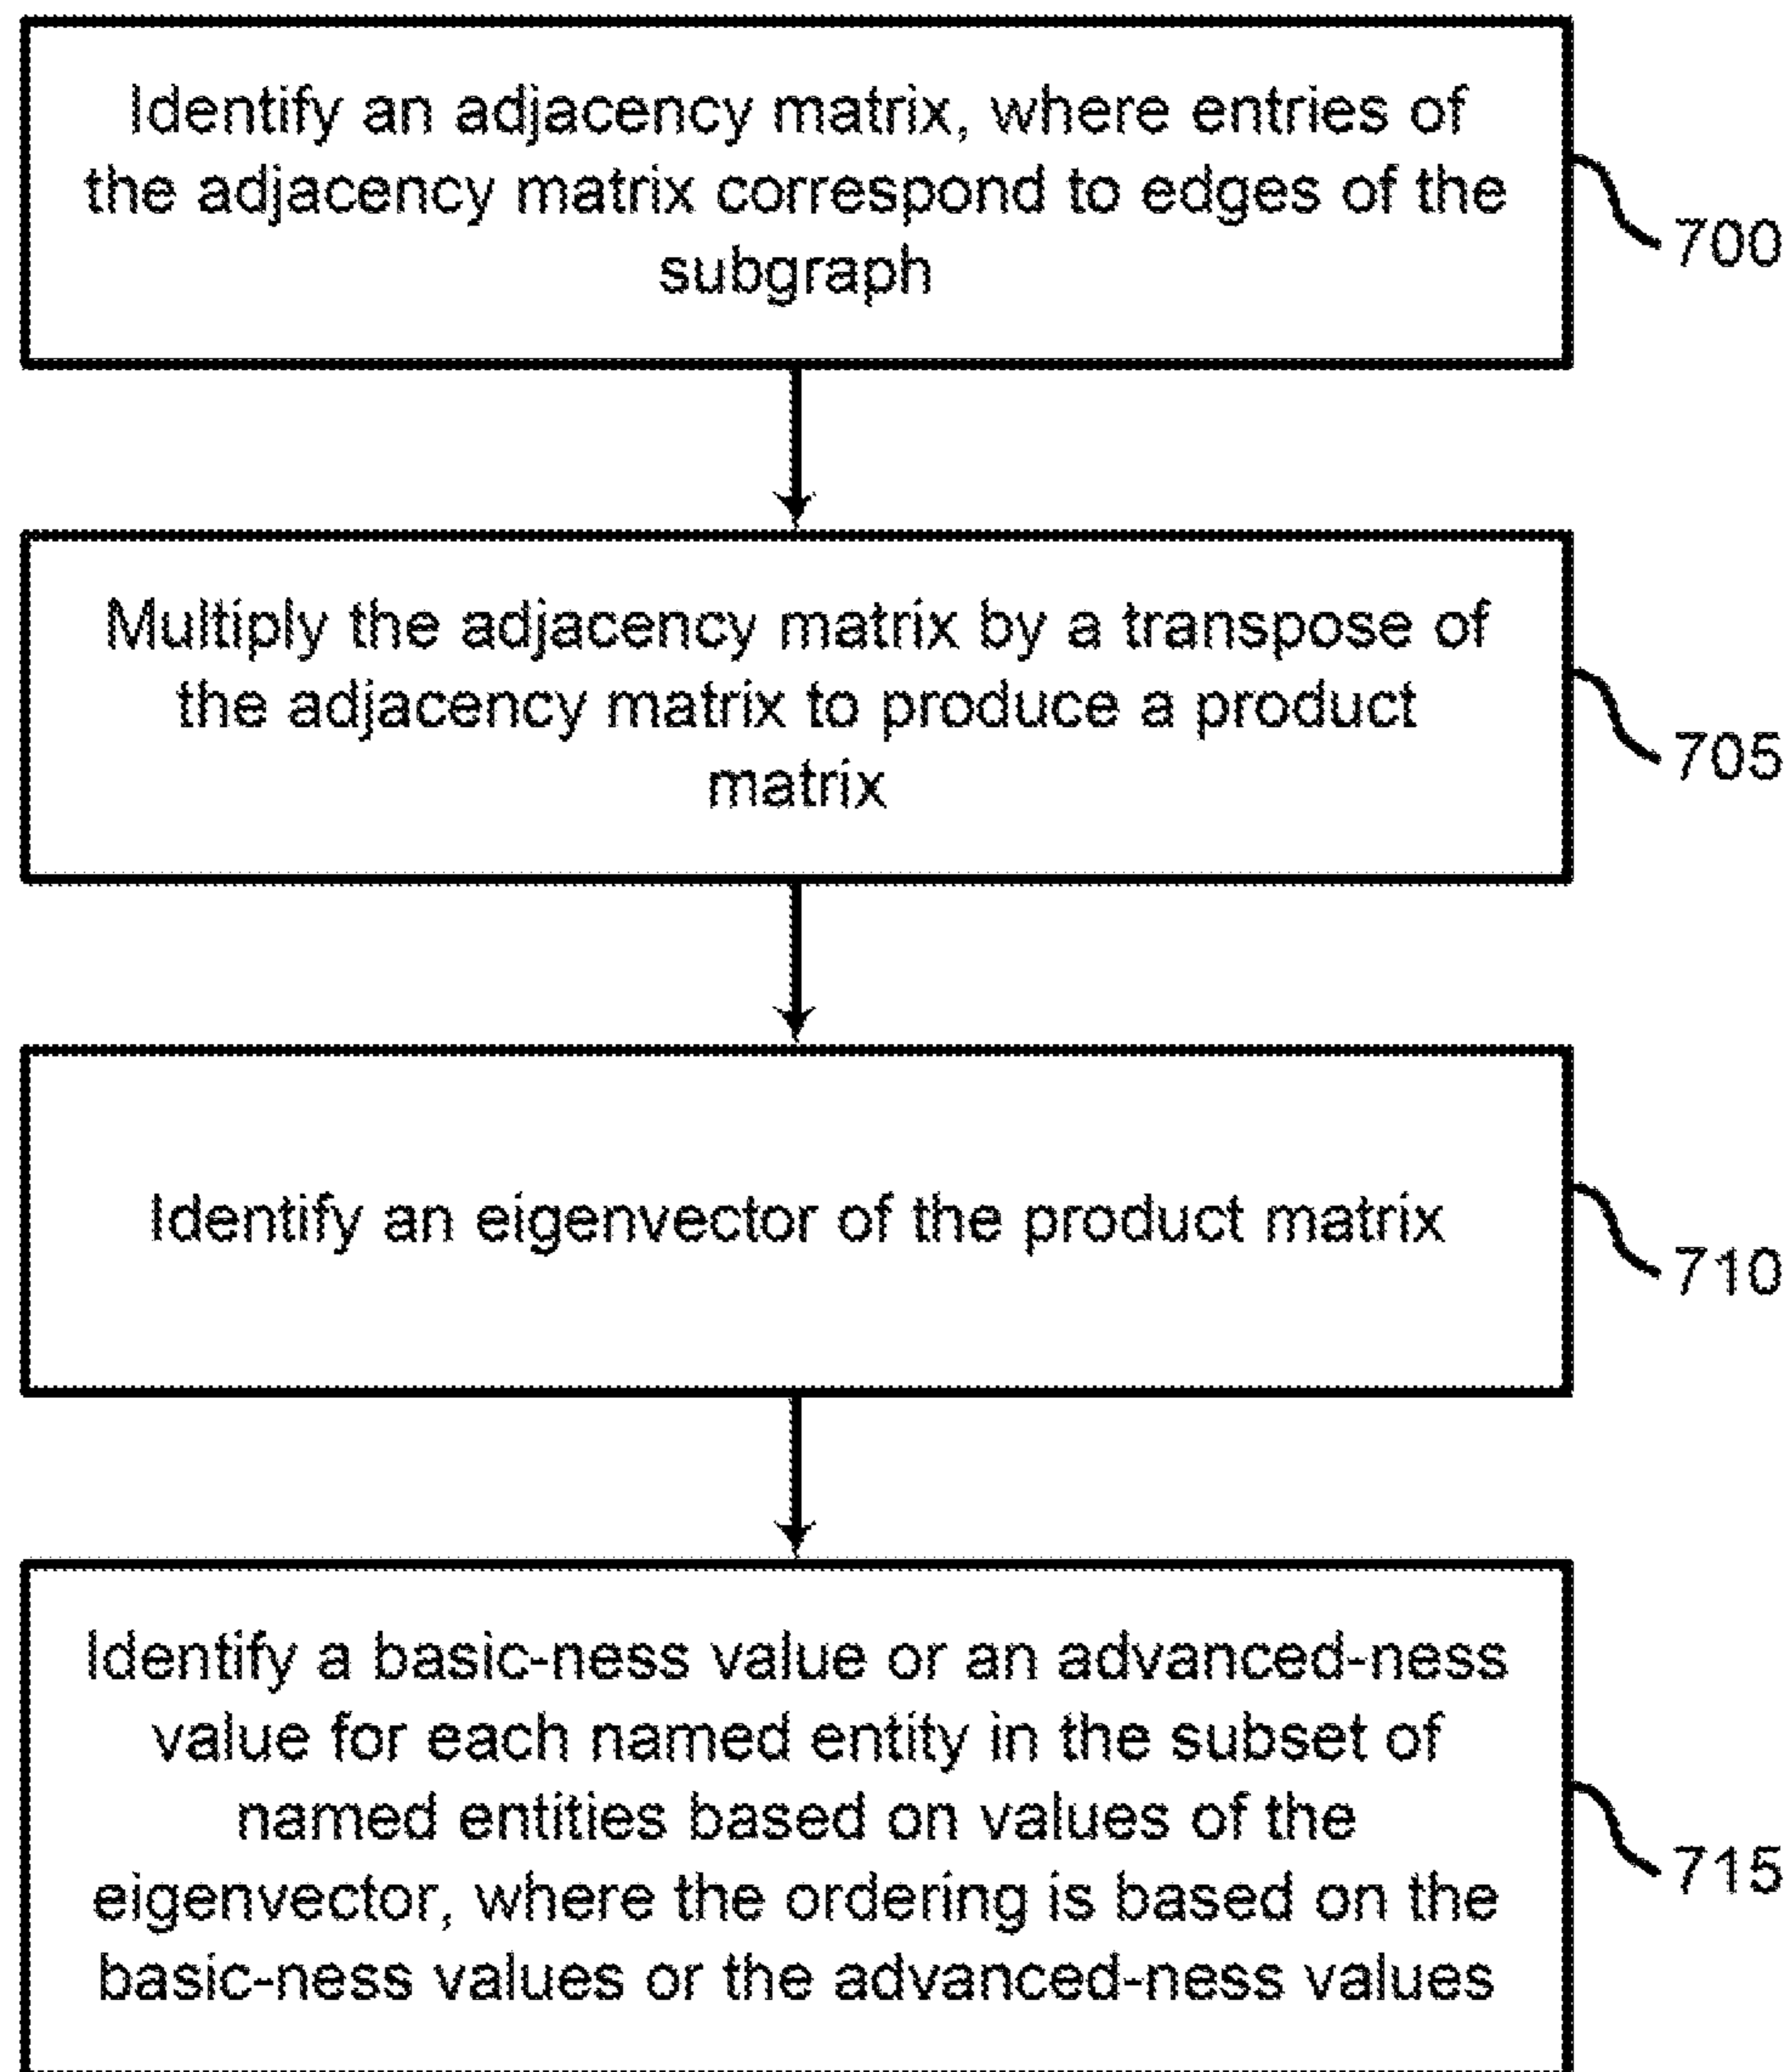 Identify an adjacency matrix, where entries of
the adjacency matrix correspond to edges of the
subgraph
700
Multiply the adjacency matrix by a transpose of
the adjacency matrix to produce a product
matrix
705
Identify an eigenvector of the product matrix
710
Identify a basic-ness value or an advanced-ness
value for each named entity in the subset of
named entities based on values of the
eigenvector, where the ordering is based on the
basic-ness values or the advanced-ness values
715